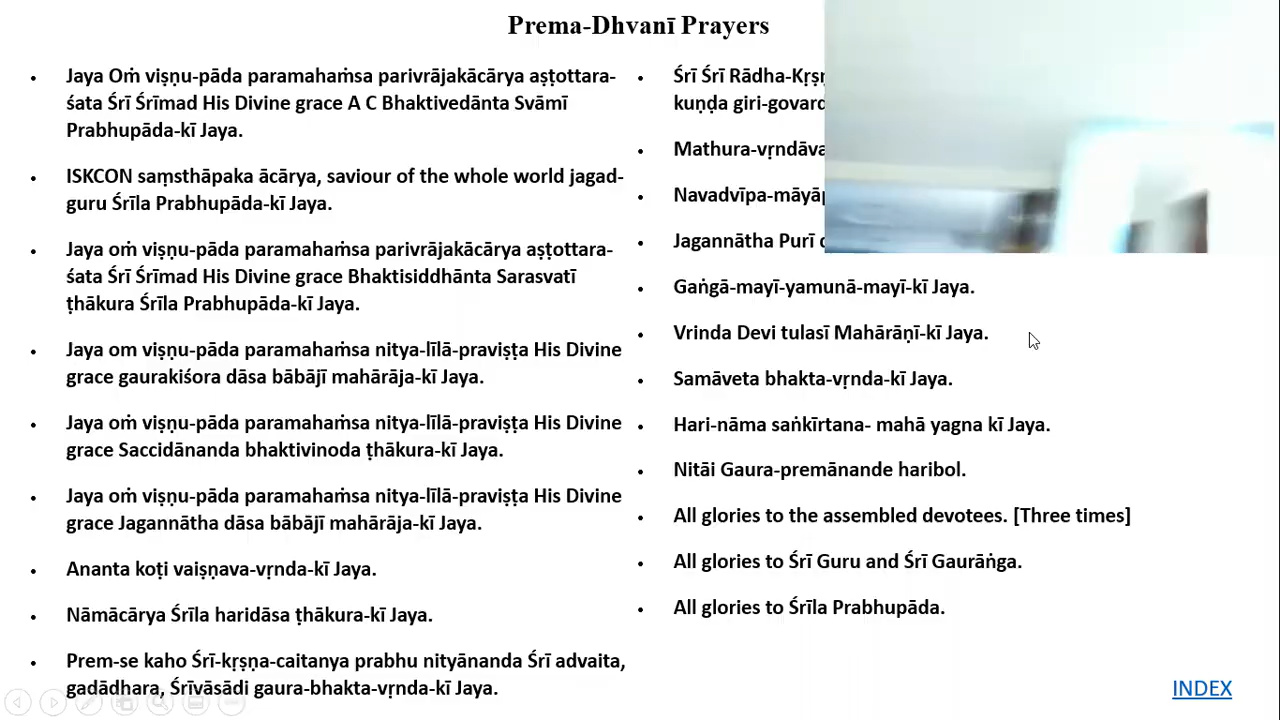 Prema-Dhvanī Prayers
Jaya Oṁ viṣṇu-pāda paramahaṁsa parivrājakācārya aṣṭottara-
śata Śrī Śrīmad His Divine grace A C Bhaktivedānta Svāmī
Prabhupāda-kī Jaya.
ISKCON saṃsthāpaka ācārya, saviour of the whole world jagad-
guru Śrīla Prabhupāda-kī Jaya.
Jaya oṁ viṣṇu-pāda paramahaṁsa parivrājakācārya aṣṭottara-
śata Śrī Śrīmad His Divine grace Bhaktisiddhānta Sarasvatī
ṭhākura Śrīla Prabhupāda-kī Jaya.
Jaya om viṣṇu-pāda paramahaṁsa nitya-līlā-praviṣṭa His Divine
grace gaurakiśora dāsa bābājī mahārāja-kī Jaya.
Jaya oṁ viṣṇu-pāda paramahaṁsa nitya-līlā-praviṣṭa His Divine
grace Saccidānanda bhaktivinoda ṭhākura-kī Jaya.
Jaya oṁ viṣṇu-pāda paramahaṁsa nitya-līlā-praviṣṭa His Divine
grace Jagannātha dāsa bābājī mahārāja-kī Jaya.
Ananta koṭi vaiṣṇava-vṛnda-kī Jaya.
Nāmācārya Śrīla haridāsa ṭhākura-kī Jaya.
Prem-se kaho Śrī-kṛṣṇa-caitanya prabhu nityānanda Śrī advaita,
gadādhara, Śrīvāsādi gaura-bhakta-vṛnda-kī Jaya.
Śrī Śrī
kuṇḍa
Jagannātha Purī
Gaṅgā-mayī-yamunā-mayī-kī Jaya.
Vrinda Devi tulasī Mahārāṇī-kī Jaya.
Samāveta bhakta-vṛnda-kī Jaya.
Hari-nāma saṅkīrtana- mahā yagna kī Jaya.
Nitāi Gaura-premānande haribol.
All glories to the assembled devotees. [Three times]
All glories to Śrī Guru and Śrī Gaurāṅga.
All glories to Śrīla Prabhupāda.
INDEX